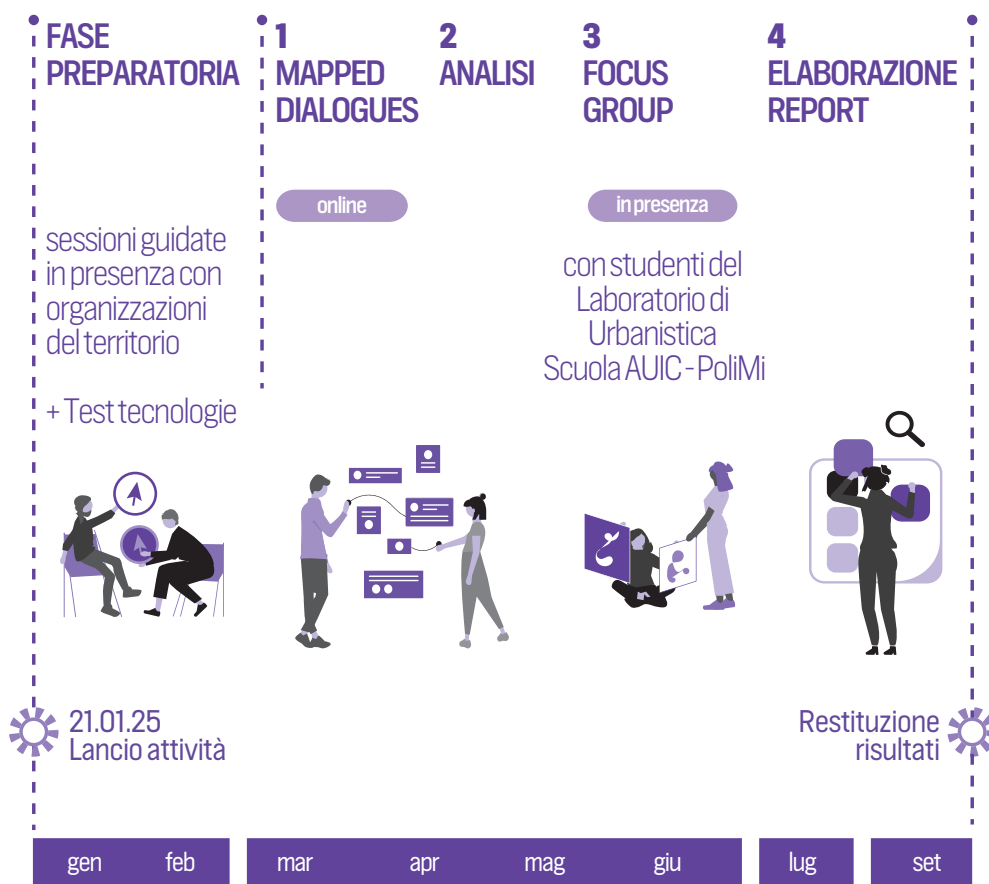 FASE
PREPARATORIA
sessioni guidate
in presenza con
organizzazioni
del territorio
+ Test tecnologie
1
MAPPED
DIALOGUES
online
2
ANALISI
3
FOCUS
GROUP
in presenza
con studenti del
Laboratorio di
Urbanistica
Scuola AUIC - PoliMi
4
ELABORAZIONE
REPORT
21.01.25
Lancio attività
Restituzione
risultati
gen feb mar apr mag giu lug set